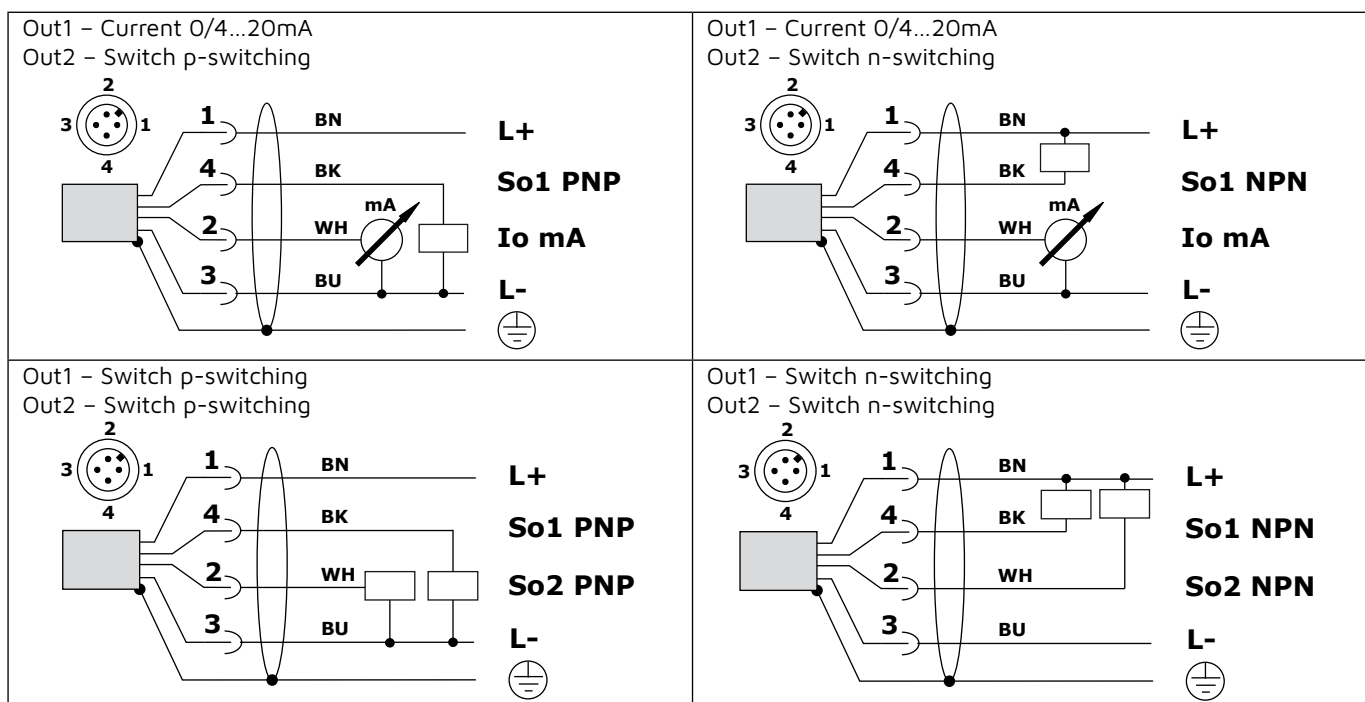 Out1 – Current 0/4...20mA
Out2 – Switch p-switching
2
3
1
4
1
BN
L+
4
BK
So1 PNP
mA
2
WH
Io mA
3
BU
L-
Out1 – Current 0/4...20mA
Out2 – Switch n-switching
2
3
1
4
1
BN
L+
4
BK
So1 NPN
mA
2
WH
Io mA
3
BU
L-
Out1 – Switch p-switching
Out2 – Switch p-switching
2
3
1
4
1
BN
L+
4
BK
So1 PNP
2
WH
So2 PNP
3
BU
L-
Out1 – Switch n-switching
Out2 – Switch n-switching
2
3
1
4
1
BN
L+
4
BK
So1 NPN
2
WH
So2 NPN
3
BU
L-